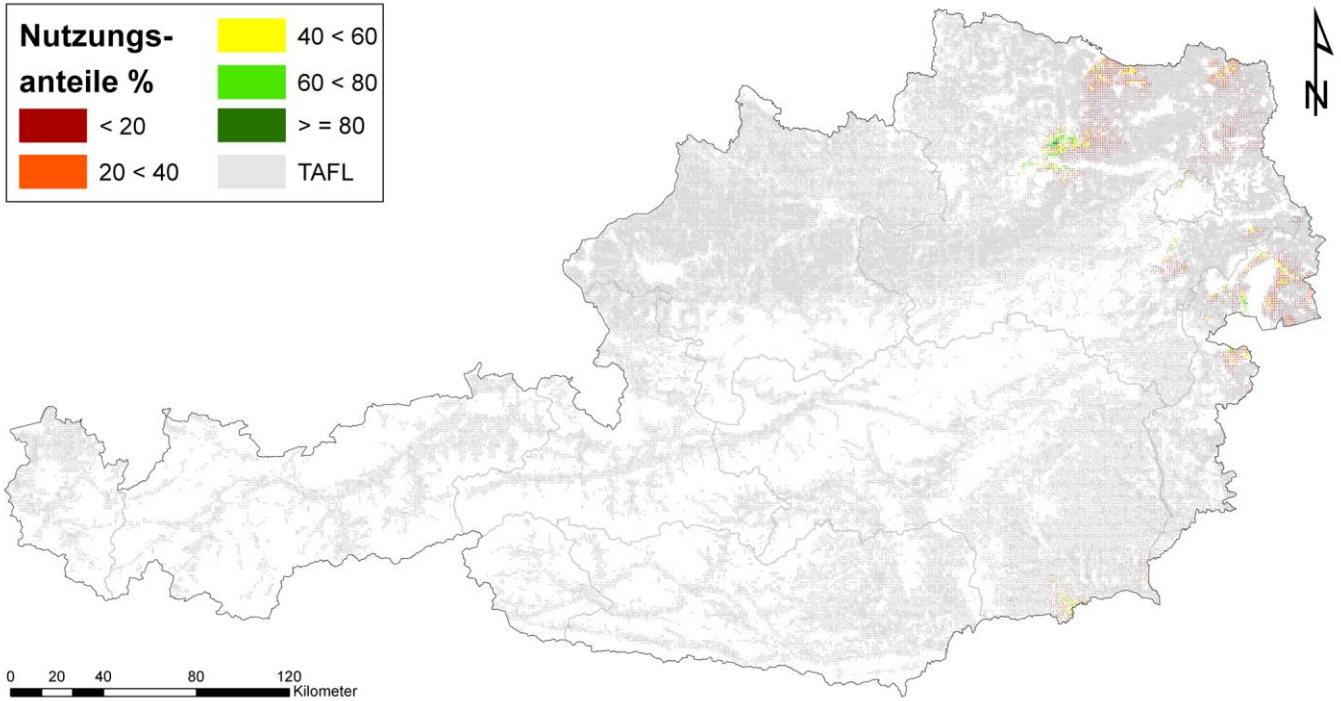 Nutzungs-
anteile %
< 20
20 < 40
40 < 60
60 < 80
> = 80
TAFL
N
0 20 40 80 120
Kilometer